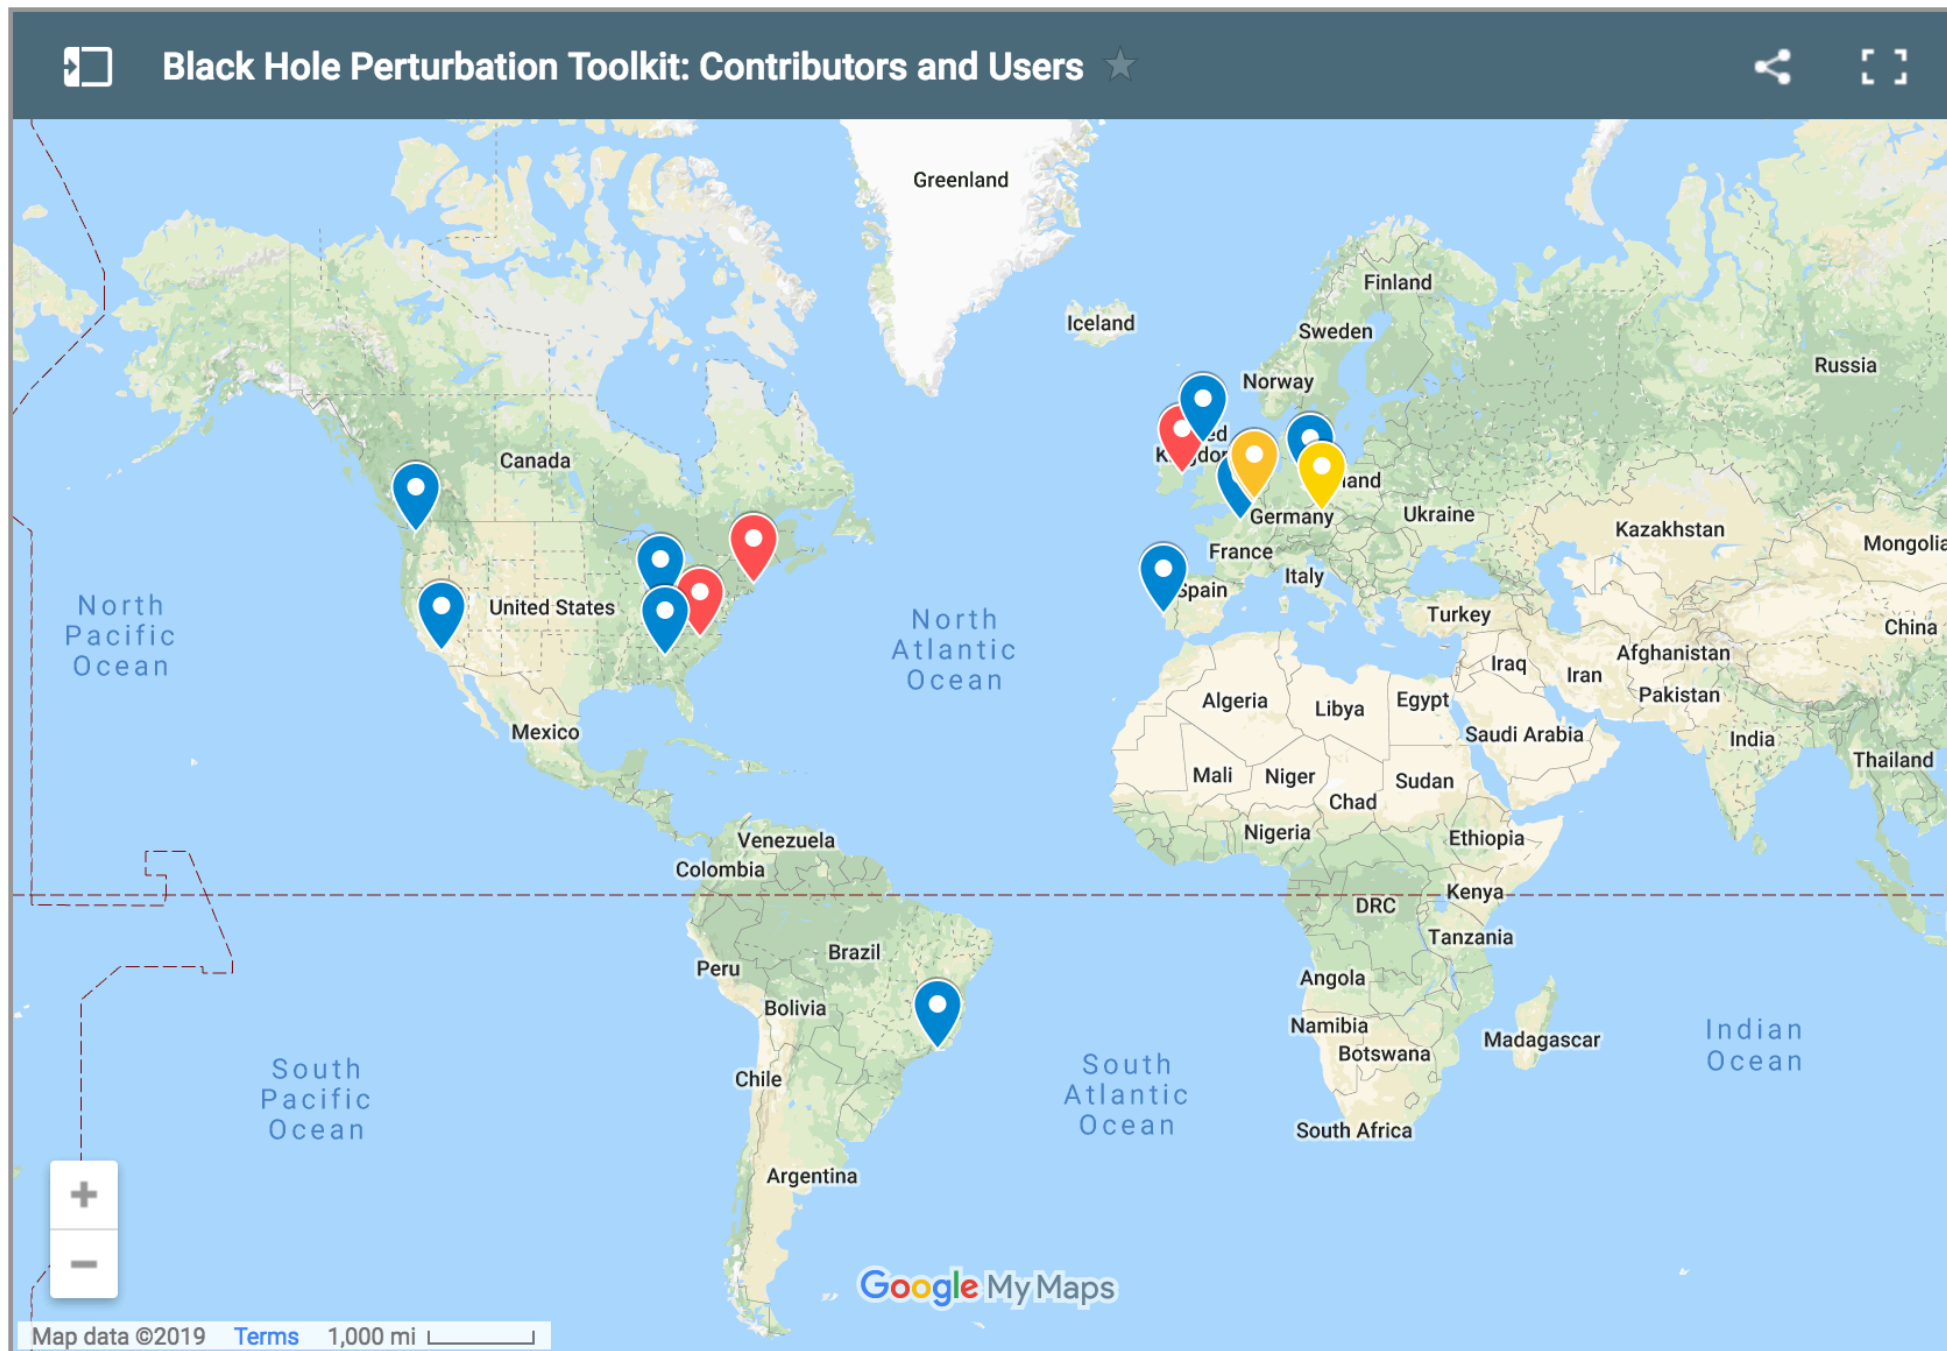 Black Hole Perturbation Toolkit: Contributors and Users
Greenland
Finland
Iceland
Sweden
Russia
Norway
Canada
Germany
Ukraine
Kazakhstan
Mongolia
France
Italy
Spain
United States
Turkey
China
North
Pacific
Ocean
North
Atlantic
Ocean
Iraq
Iran
Afghanistan
Pakistan
Algeria
Libya
Egypt
Mexico
Saudi Arabia
India
Thailand
Mali
Niger
Sudan
Chad
Nigeria
Ethiopia
Venezuela
Colombia
Kenya
DRC
Tanzania
Brazil
Peru
Angola
Bolivia
Namibia
Botswana
Madagascar
Indian
Ocean
South
Pacific
Ocean
Chile
South
Atlantic
Ocean
South Africa
Argentina
Google My Maps
Map data ©2019 Terms 1,000 mi